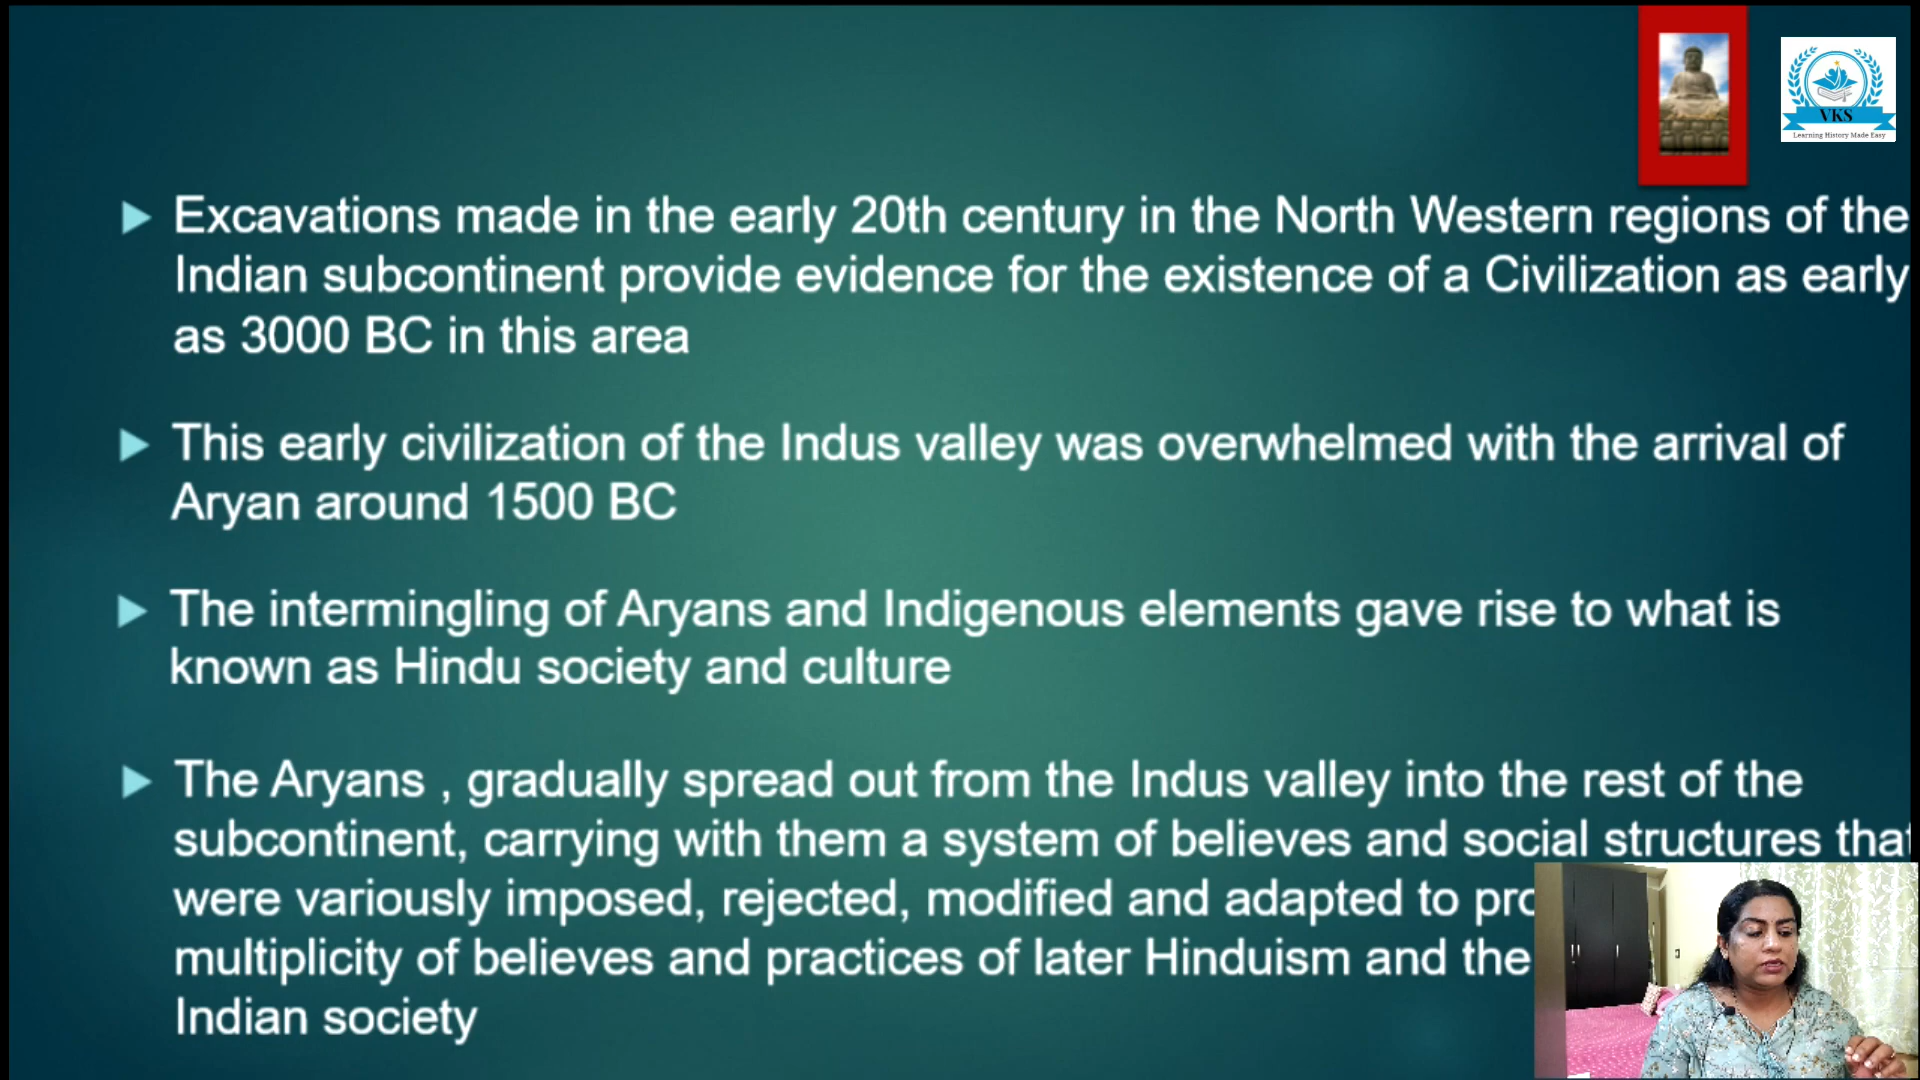 VKS
Learning History Made Easy
Excavations made in the early 20th century in the North Western regions of the
Indian subcontinent provide evidence for the existence of a Civilization as early
as 3000 BC in this area
This early civilization of the Indus valley was overwhelmed with the arrival of
Aryan around 1500 BC
The intermingling of Aryans and Indigenous elements gave rise to what is
known as Hindu society and culture
The Aryans , gradually spread out from the Indus valley into the rest of the
subcontinent, carrying with them a system of believes and social structures that
were variously imposed, rejected, modified and adapted to
multiplicity of believes and practices of later Hinduism and the
Indian society